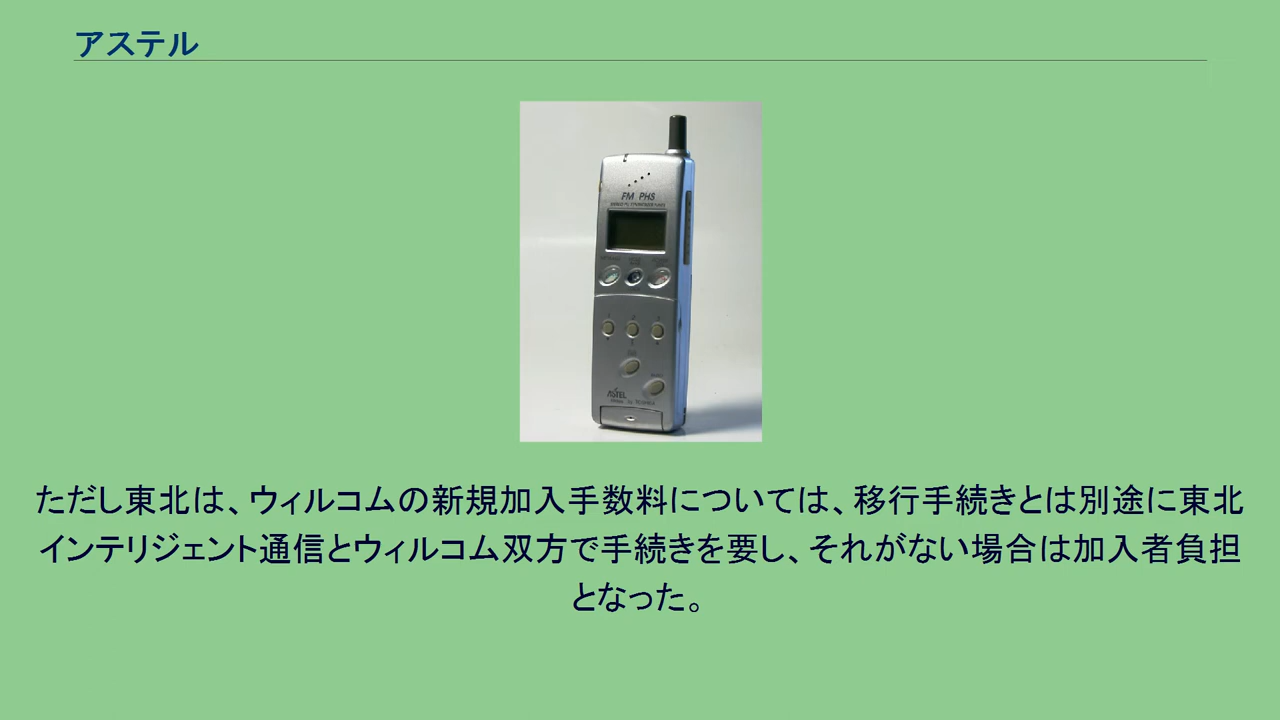 アステル
FM PHS
ASTEL
ただし東北は、ウィルコムの新規加入手数料については、移行手続きとは別途に東北
インテリジェント通信とウィルコム双方で手続きを要し、それがない場合は加入者負担
となった。